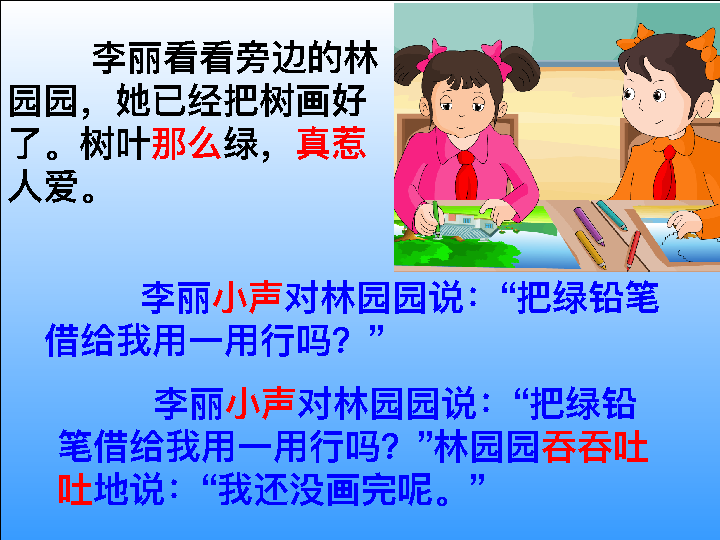 李丽看看旁边的林
园园，她已经把树画好
了。树叶那么绿，真惹
人爱。
李丽小声对林园园说：“把绿铅笔
借给我用一用行吗？”
李丽小声对林园园说：“把绿铅
笔借给我用一用行吗？”林园园吞吞吐
吐地说：“我还没画完呢。”